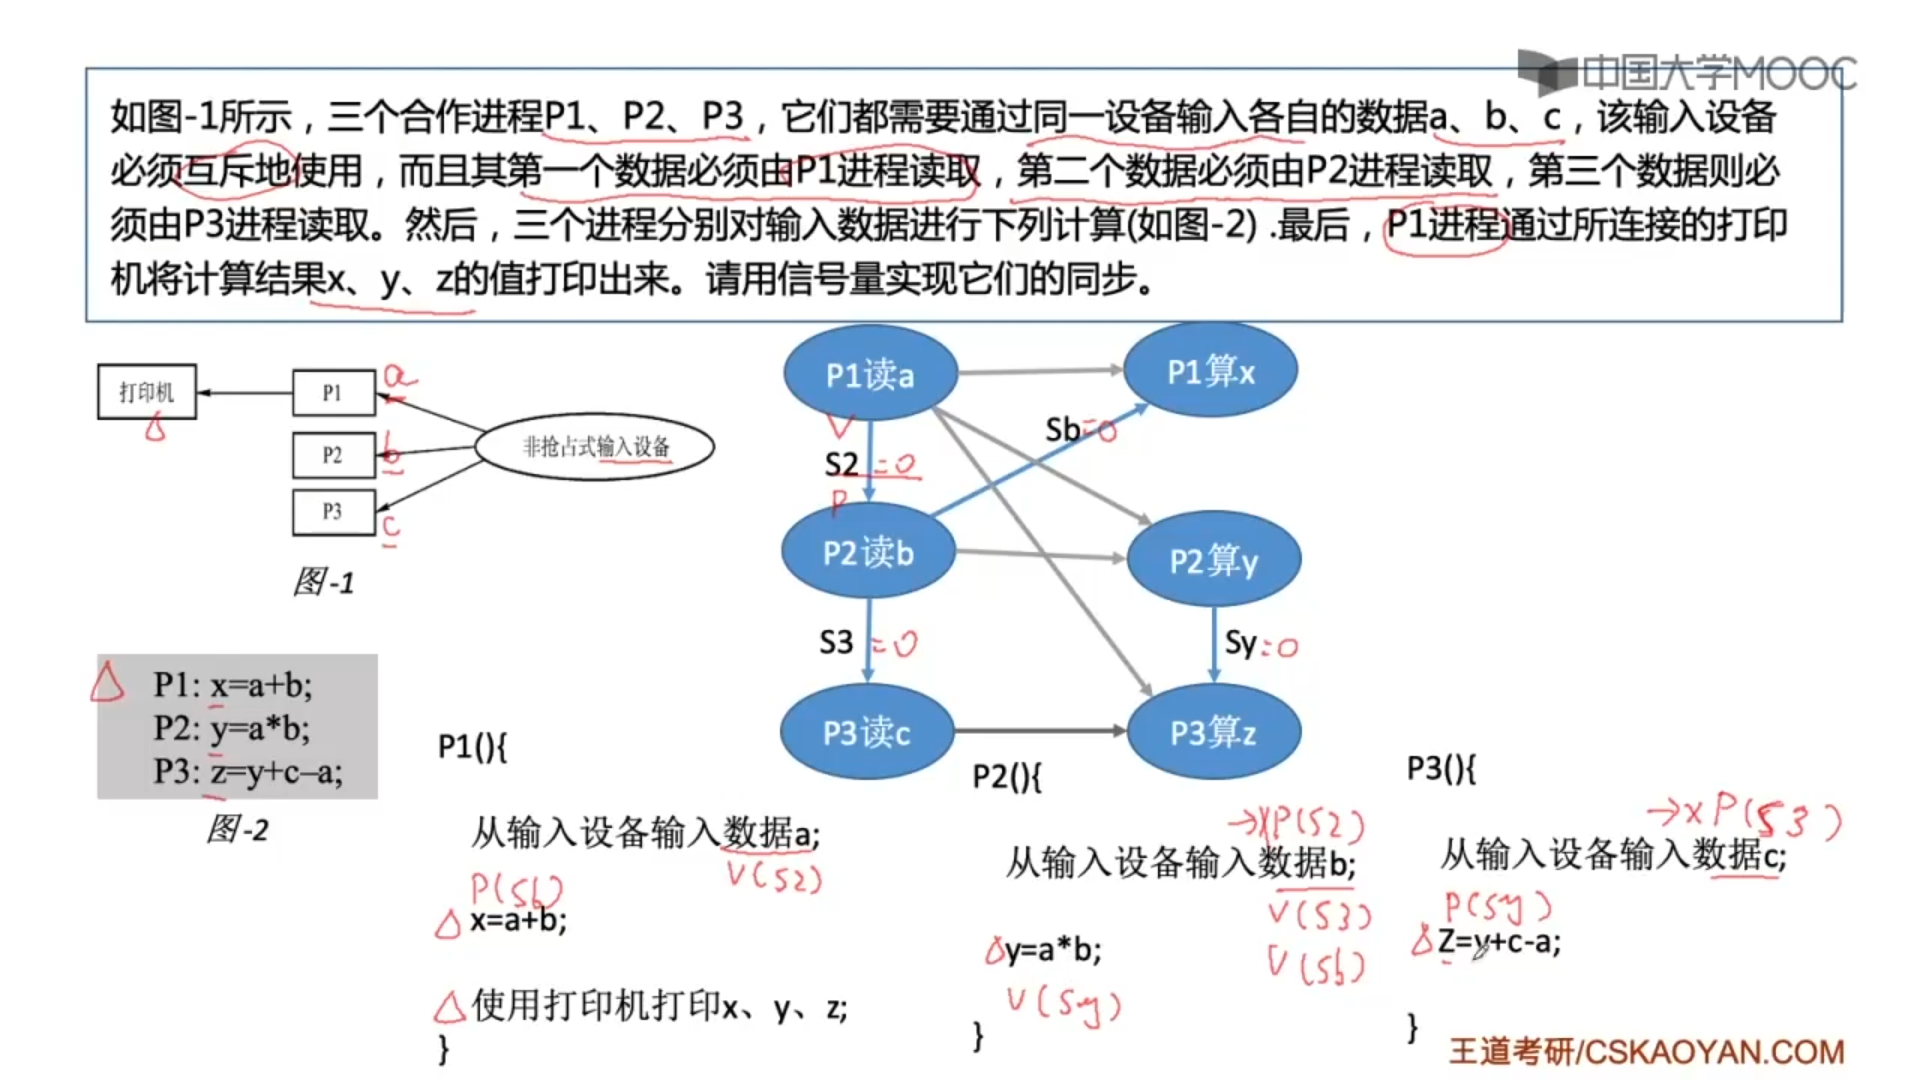 中国大学MOOC
如图-1所示，三个合作进程P1、P2、P3，它们都需要通过同一设备输入各自的数据a、b、c，该输入设备
必须互斥地使用，而且其第一个数据必须由P1进程读取，第二个数据必须由P2进程读取，第三个数据则必
须由P3进程读取。然后，三个进程分别对输入数据进行下列计算(如图-2) .最后，P1进程通过所连接的打印
机将计算结果x、y、z的值打印出来。请用信号量实现它们的同步。
打印机
P1
a
P2
b
P3
c
非抢占式输入设备
图-1
P1: x=a+b;
P2: y=a*b;
P3: z=y+c–a;
图-2
P1读a
P1算x
V
Sb=0
S2=0
P
P2读b
P2算y
S3=0
Sy=0
P3读c
P3算z
P1(){
从输入设备输入数据a;
V(S2)
P(Sb)
x=a+b;
使用打印机打印x、y、z;
}
P2(){
P(S2)
从输入设备输入数据b;
V(S3)
V(Sb)
y=a*b;
V(Sy)
}
P3(){
→xP(S3)
从输入设备输入数据c;
P(Sy)
Z=y+c-a;
}
王道考研/CSKAOYAN.COM